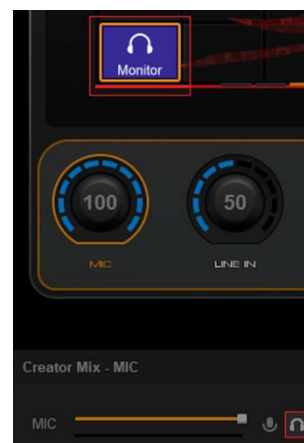 Monitor
100
50
MIC
LINE IN
Creator Mix - MIC
MIC